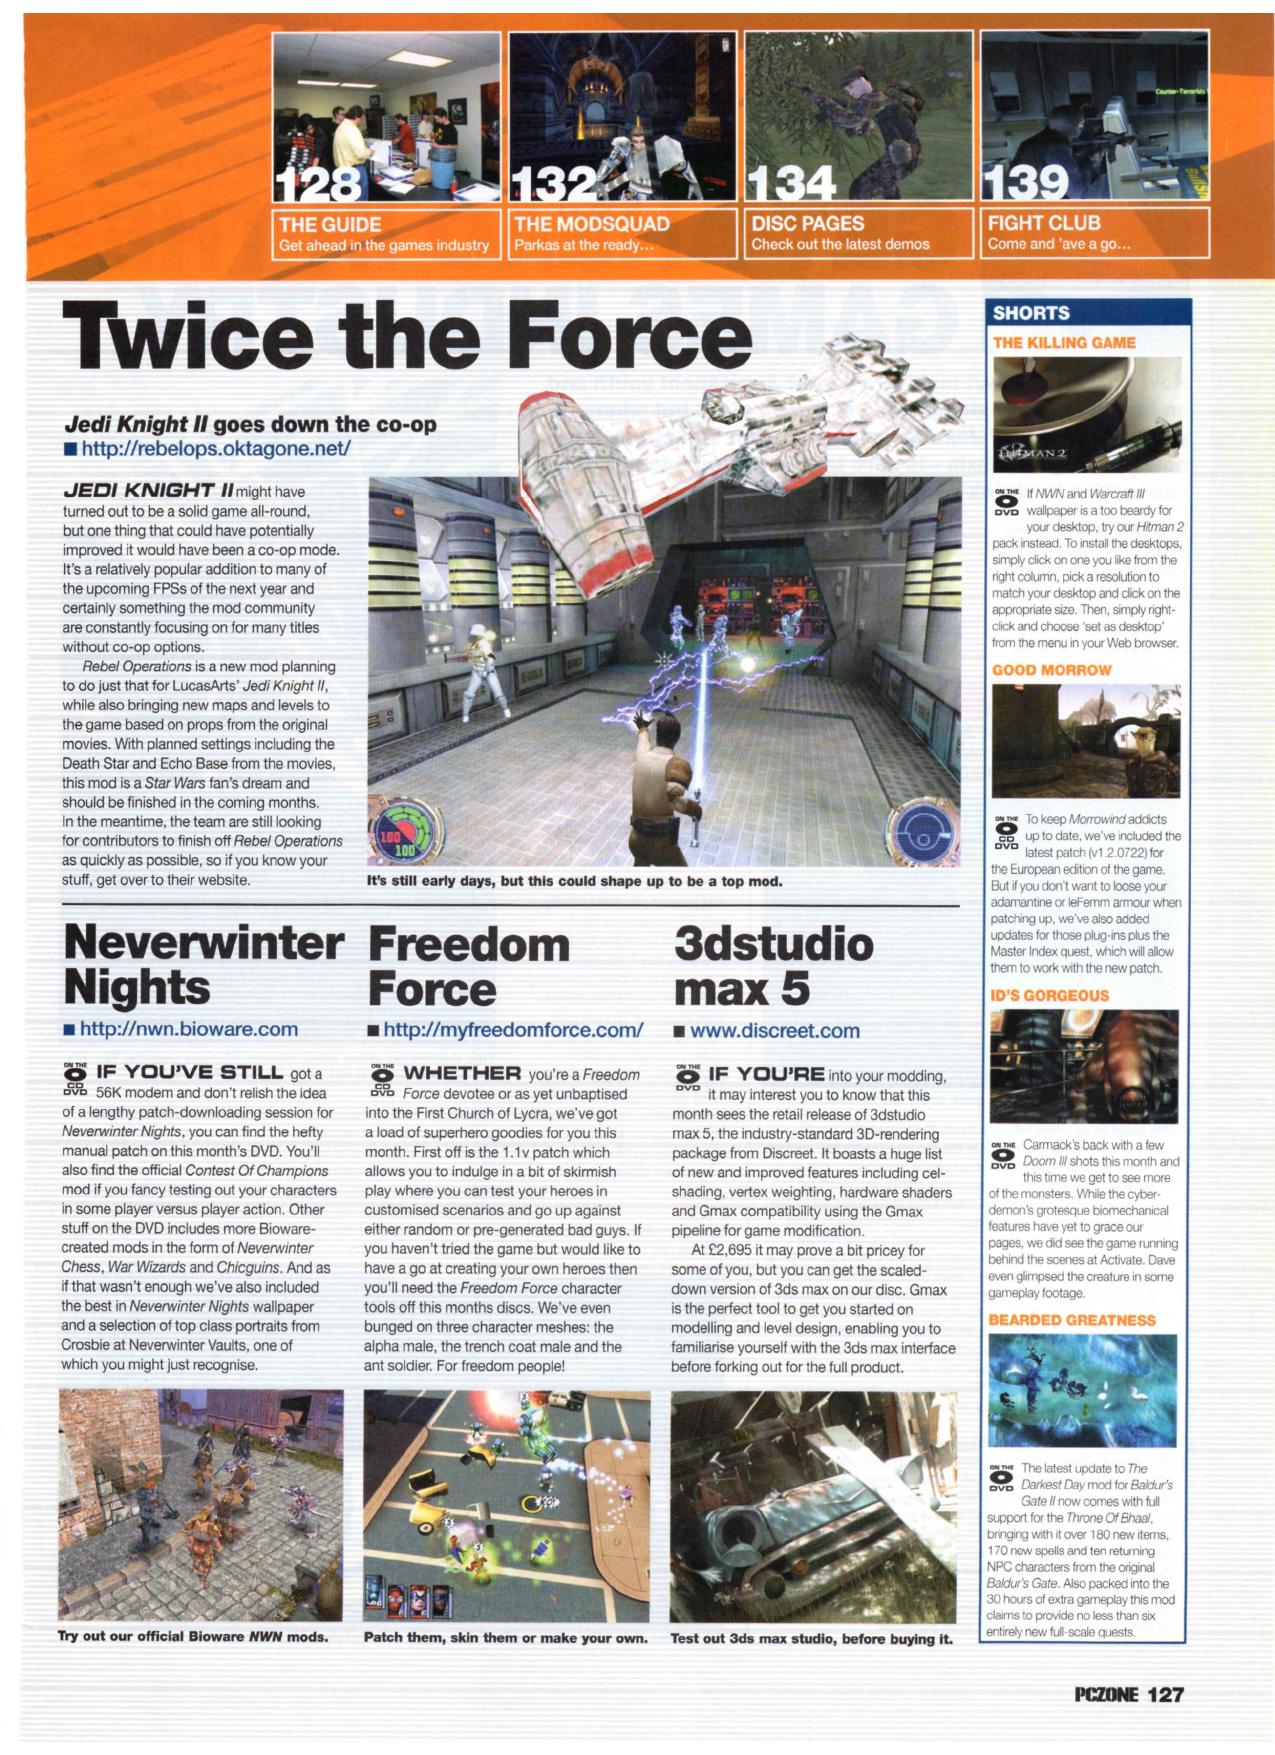 128
THE GUIDE
Get ahead in the games industry
132
THE MODSQUAD
Parkas at the ready...
134
DISC PAGES
Check out the latest demos
Counter-Terrorists
139
FIGHT CLUB
Come and 'ave a go...
Twice the Force
Jedi Knight II goes down the co-op
http://rebelops.oktagone.net/
JEDI KNIGHT II might have
turned out to be a solid game all-round,
but one thing that could have potentially
improved it would have been a co-op mode.
It's a relatively popular addition to many of
the upcoming FPSs of the next year and
certainly something the mod community
are constantly focusing on for many titles
without co-op options.
Rebel Operations is a new mod planning
to do just that for LucasArts' Jedi Knight II,
while also bringing new maps and levels to
the game based on props from the original
movies. With planned settings including the
Death Star and Echo Base from the movies,
this mod is a Star Wars fan's dream and
should be finished in the coming months.
In the meantime, the team are still looking
for contributors to finish off Rebel Operations
as quickly as possible, so if you know your
stuff, get over to their website.
100
100
It's still early days, but this could shape up to be a top mod.
Neverwinter
Nights
http://nwn.bioware.com
ON THE
CD
DVD
IF YOU'VE STILL got a
56K modem and don't relish the idea
of a lengthy patch-downloading session for
Neverwinter Nights, you can find the hefty
manual patch on this month's DVD. You'll
also find the official Contest Of Champions
mod if you fancy testing out your characters
in some player versus player action. Other
stuff on the DVD includes more Bioware-
created mods in the form of Neverwinter
Chess, War Wizards and Chicguins. And as
if that wasn't enough we've also included
the best in Neverwinter Nights wallpaper
and a selection of top class portraits from
Crosbie at Neverwinter Vaults, one of
which you might just recognise.
Try out our official Bioware NWN mods.
Freedom
Force
http://myfreedomforce.com/
ON THE
CD
DVD
WHETHER you're a Freedom
Force devotee or as yet unbaptised
into the First Church of Lycra, we've got
a load of superhero goodies for you this
month. First off is the 1.1v patch which
allows you to indulge in a bit of skirmish
play where you can test your heroes in
customised scenarios and go up against
either random or pre-generated bad guys. If
you haven't tried the game but would like to
have a go at creating your own heroes then
you'll need the Freedom Force character
tools off this months discs. We've even
bunged on three character meshes: the
alpha male, the trench coat male and the
ant soldier. For freedom people!
Patch them, skin them or make your own.
3dstudio
max 5
www.discreet.com
ON THE
DVD
IF YOU'RE into your modding,
it may interest you to know that this
month sees the retail release of 3dstudio
max 5, the industry-standard 3D-rendering
package from Discreet. It boasts a huge list
of new and improved features including cel-
shading, vertex weighting, hardware shaders
and Gmax compatibility using the Gmax
pipeline for game modification.
At £2,695 it may prove a bit pricey for
some of you, but you can get the scaled-
down version of 3ds max on our disc. Gmax
is the perfect tool to get you started on
modelling and level design, enabling you to
familiarise yourself with the 3ds max interface
before forking out for the full product.
Test out 3ds max studio, before buying it.
SHORTS
THE KILLING GAME
HITMAN 2
ON THE
DVD
If NWN and Warcraft III
wallpaper is a too beardy for
your desktop, try our Hitman 2
pack instead. To install the desktops,
simply click on one you like from the
right column, pick a resolution to
match your desktop and click on the
appropriate size. Then, simply right-
click and choose 'set as desktop'
from the menu in your Web browser.
GOOD MORROW
ON THE
CD
DVD
To keep Morrowind addicts
up to date, we've included the
latest patch (v1.2.0722) for
the European edition of the game.
But if you don't want to loose your
adamantine or leFemm armour when
patching up, we've also added
updates for those plug-ins plus the
Master Index quest, which will allow
them to work with the new patch.
ID'S GORGEOUS
ON THE
DVD
Carmack's back with a few
Doom III shots this month and
this time we get to see more
of the monsters. While the cyber-
demon's grotesque biomechanical
features have yet to grace our
pages, we did see the game running
behind the scenes at Activate. Dave
even glimpsed the creature in some
gameplay footage.
BEARDED GREATNESS
ON THE
DVD
The latest update to The
Darkest Day mod for Baldur's
Gate II now comes with full
support for the Throne Of Bhaal,
bringing with it over 180 new items,
170 new spells and ten returning
NPC characters from the original
Baldur's Gate. Also packed into the
30 hours of extra gameplay this mod
claims to provide no less than six
entirely new full-scale quests.
PCZONE 127